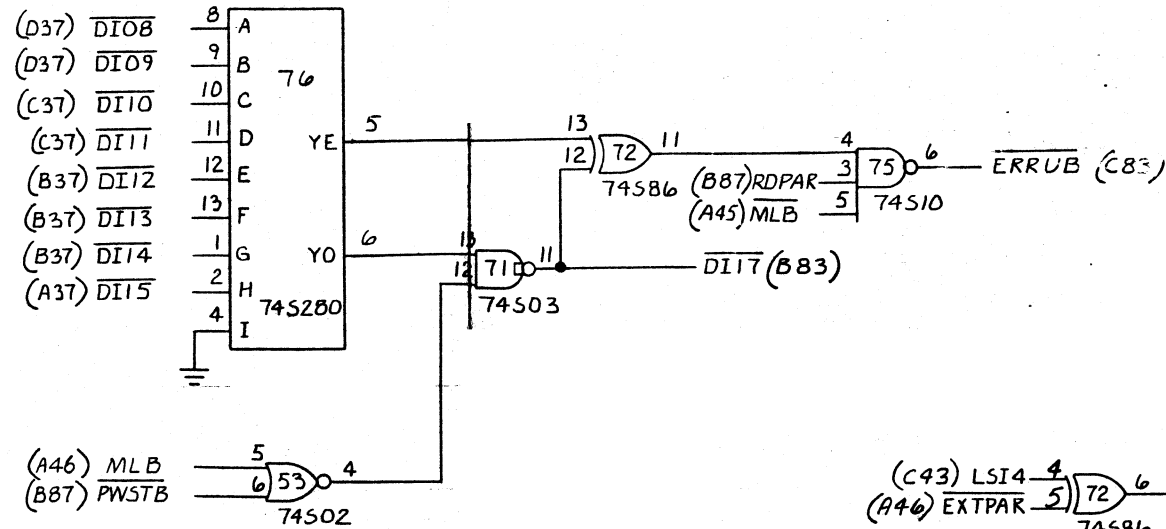 (D37) DI08 8 A
(D37) DI09 9 B
(C37) DI10 10 C
(C37) DI11 11 D
(B37) DI12 12 E
(B37) DI13 13 F
(B37) DI14 1 G
(A37) DI15 2 H
4 I
76
YE 5
YO 6
74S280
13
12
72
11
74S86
4
(B87) RDPAR 3
(A45) MLB 5
75
6
74S10
ERRUB (C83)
13
12
71
11
74S03
DI17 (B83)
(A46) MLB 5
(B87) PWSTB 6
53
4
74S02
(C43) LSI4 4
(A46) EXTPAR 5
72
6
74S86